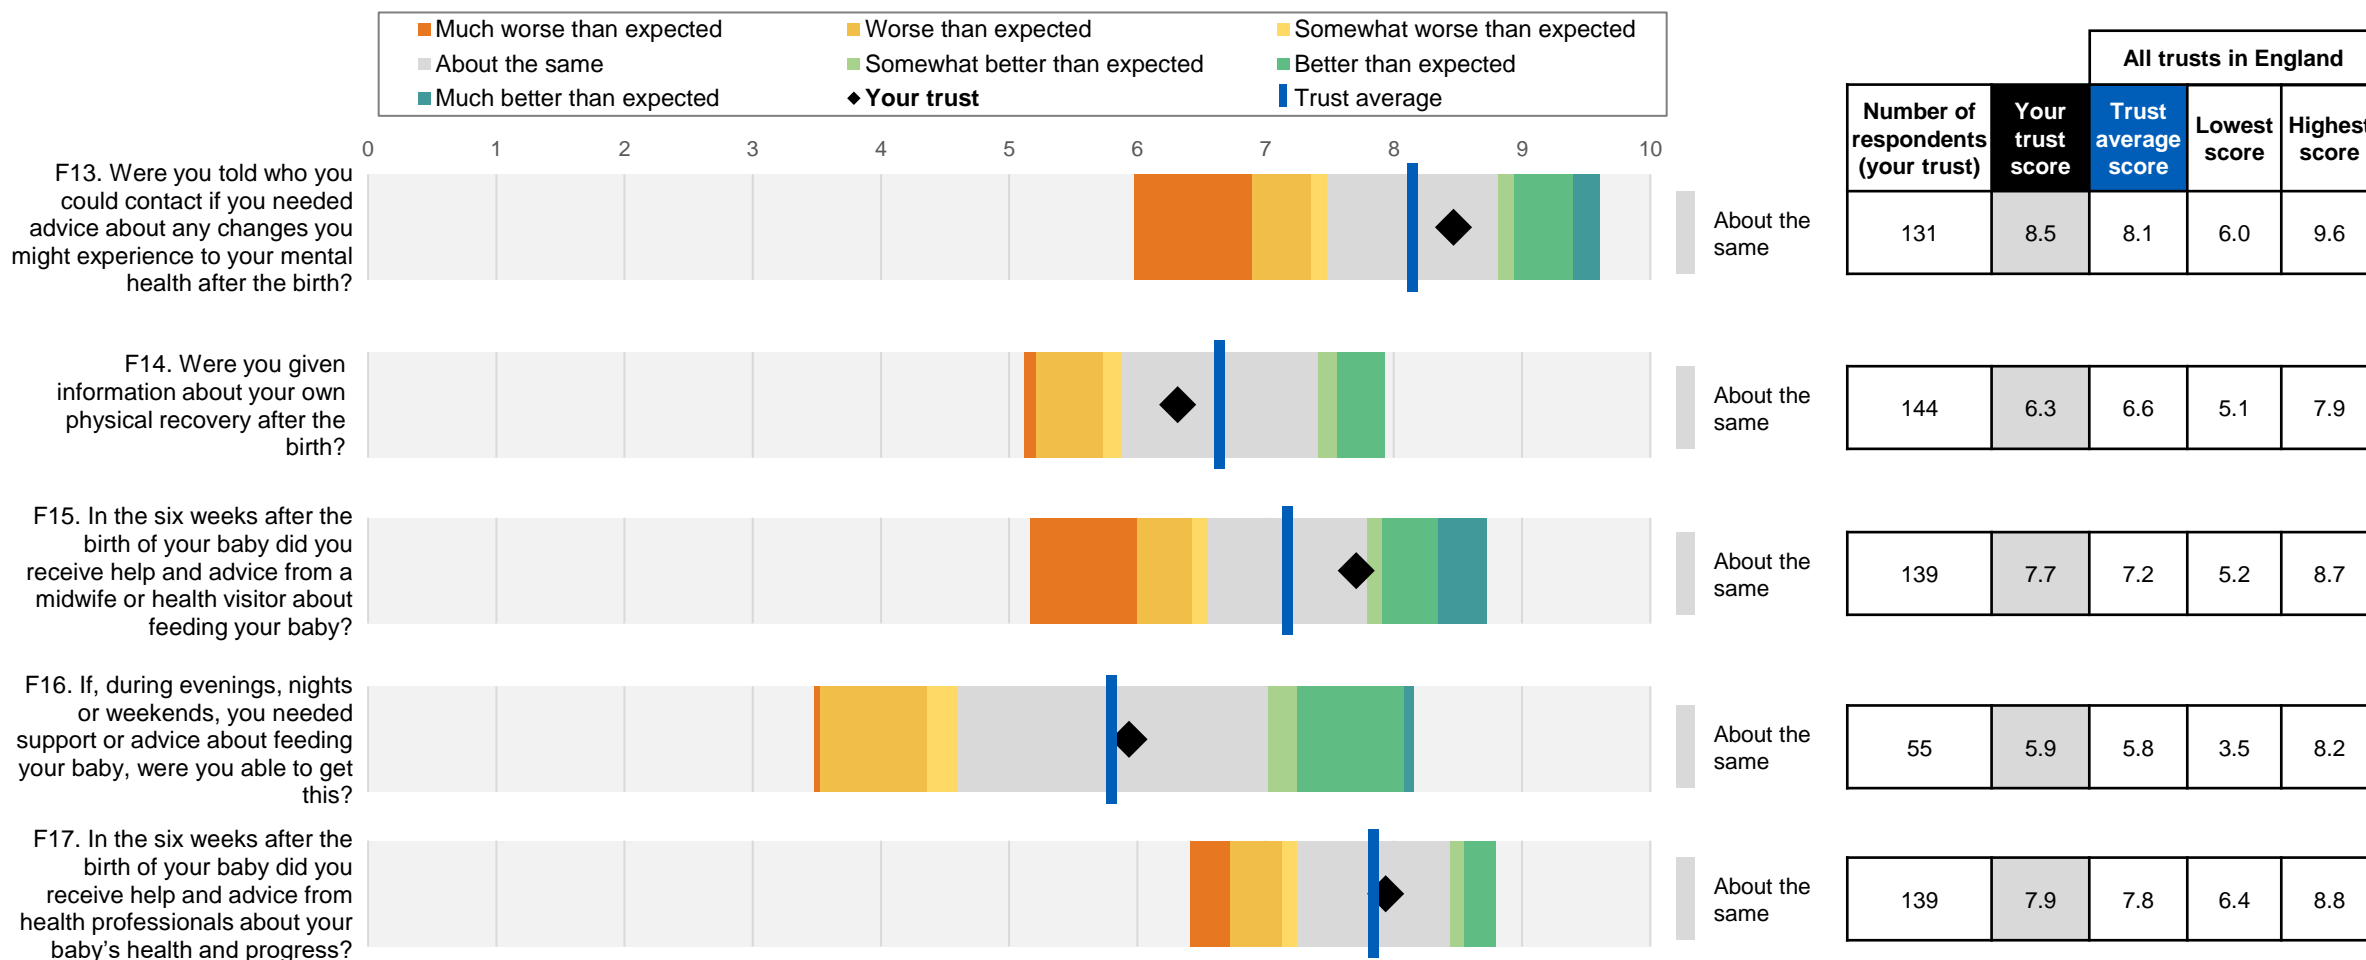 Much worse than expected
Worse than expected
Somewhat worse than expected
About the same
Somewhat better than expected
Better than expected
Much better than expected
Your trust
Trust average
All trusts in England
Number of
respondents
(your trust)
Your
trust
score
Trust
average
score
Lowest
score
Highest
score
0 1 2 3 4 5 6 7 8 9 10
F13. Were you told who you
could contact if you needed
advice about any changes you
might experience to your mental
health after the birth?
About the
same
131 8.5 8.1 6.0 9.6
F14. Were you given
information about your own
physical recovery after the
birth?
About the
same
144 6.3 6.6 5.1 7.9
F15. In the six weeks after the
birth of your baby did you
receive help and advice from a
midwife or health visitor about
feeding your baby?
About the
same
139 7.7 7.2 5.2 8.7
F16. If, during evenings, nights
or weekends, you needed
support or advice about feeding
your baby, were you able to get
this?
About the
same
55 5.9 5.8 3.5 8.2
F17. In the six weeks after the
birth of your baby did you
receive help and advice from
health professionals about your
baby’s health and progress?
About the
same
139 7.9 7.8 6.4 8.8